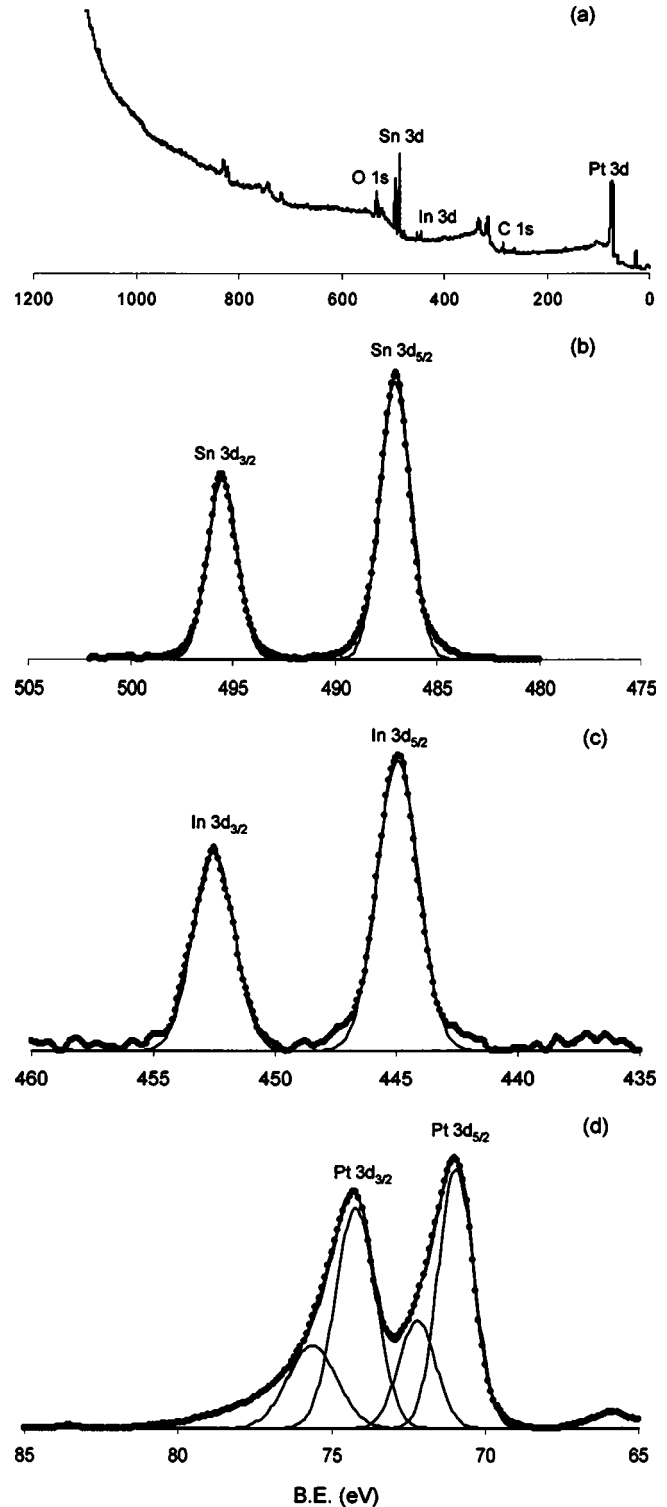 (a)
Sn 3d
O 1s
In 3d
C 1s
Pt 3d
1200 1000 800 600 400 200 0
(b)
Sn 3d5/2
Sn 3d3/2
505 500 495 490 485 480 475
(c)
In 3d5/2
In 3d3/2
460 455 450 445 440 435
(d)
Pt 3d5/2
Pt 3d3/2
85 80 75 70 65
B.E. (eV)